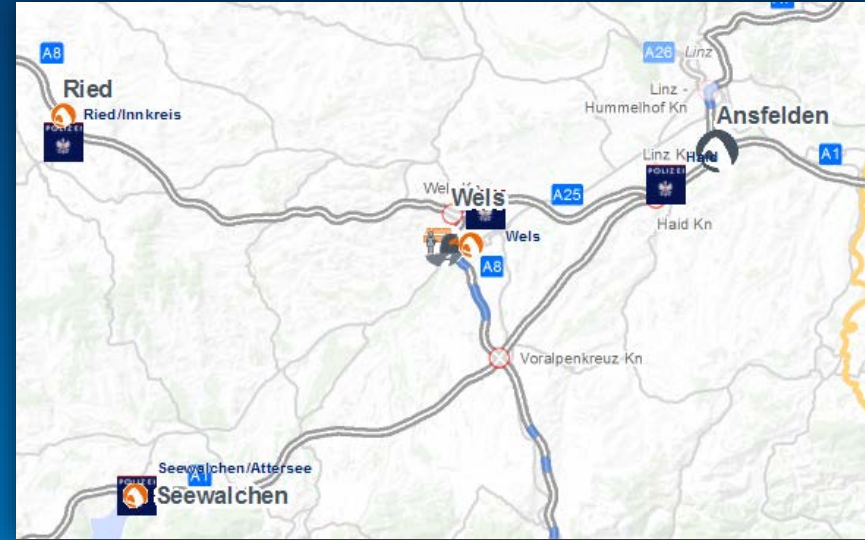 A8
Ried
Ried/Innkreis
POLIZEI
A26
Linz
Linz -
Hummelhof Kn
Ansfelden
Linz K
Haid
A1
POLIZEI
Haid Kn
Wel
Wels
A25
Wels
A8
Voralpenkreuz Kn
Seewalchen/Attersee
A1
POLIZEI
Seewalchen